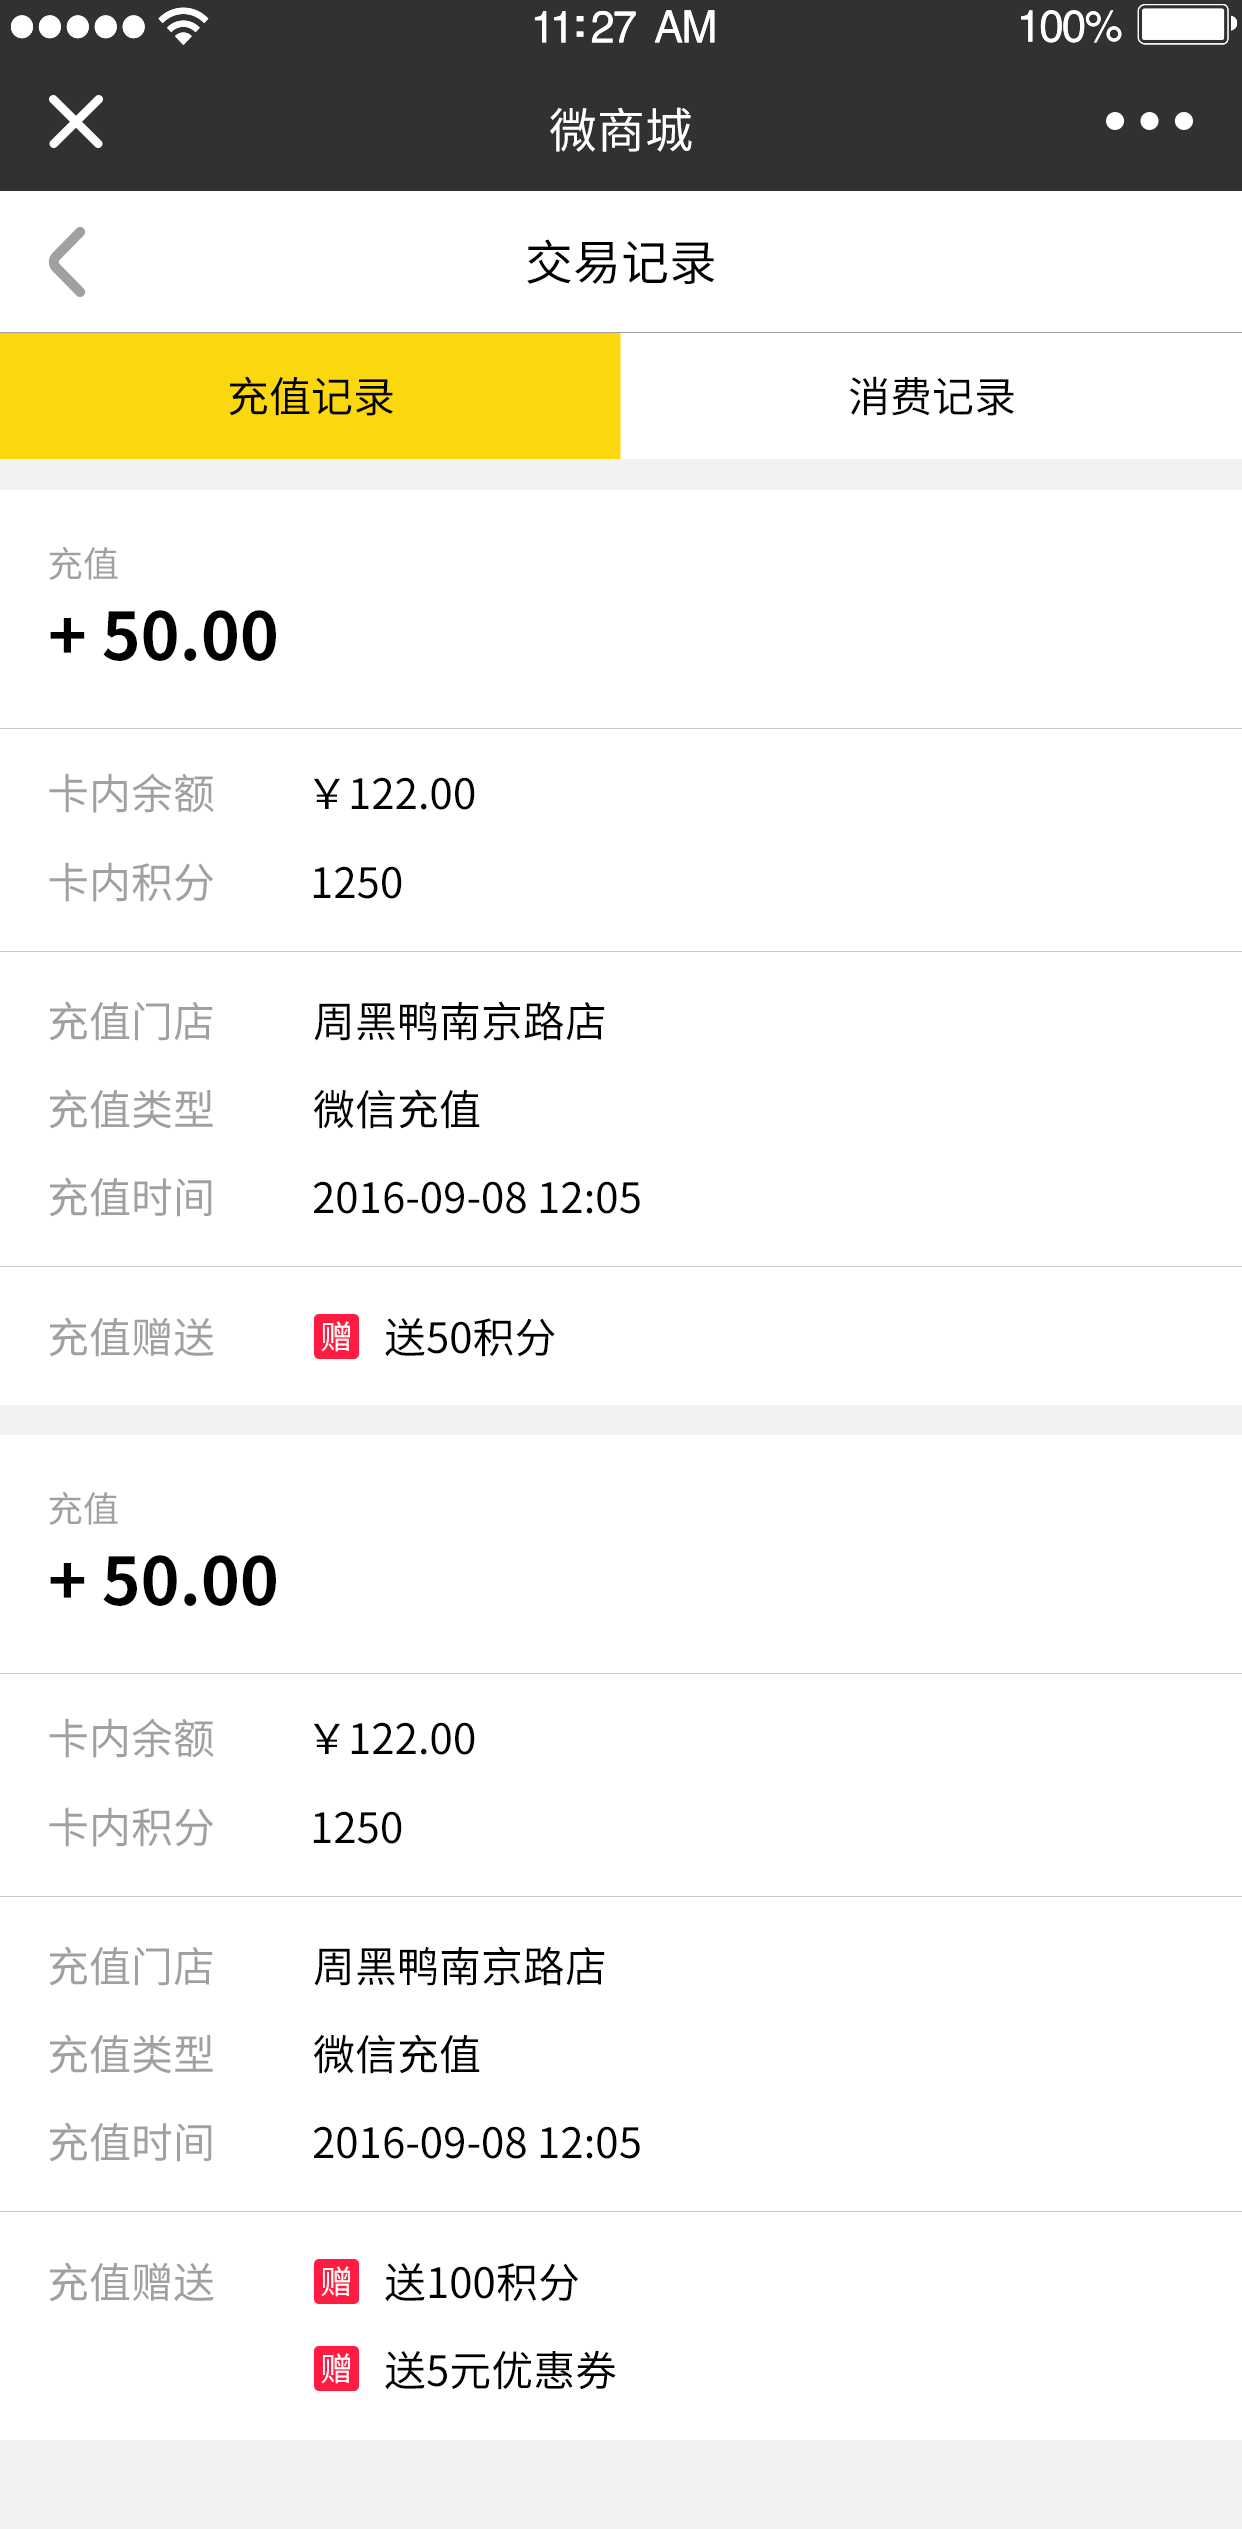 11:27 AM
100%
微商城
交易记录
充值记录
消费记录
充值
+ 50.00
卡内余额 ￥122.00
卡内积分 1250
充值门店 周黑鸭南京路店
充值类型 微信充值
充值时间 2016-09-08 12:05
充值赠送 赠 送50积分
充值
+ 50.00
卡内余额 ￥122.00
卡内积分 1250
充值门店 周黑鸭南京路店
充值类型 微信充值
充值时间 2016-09-08 12:05
充值赠送 赠 送100积分
赠 送5元优惠券